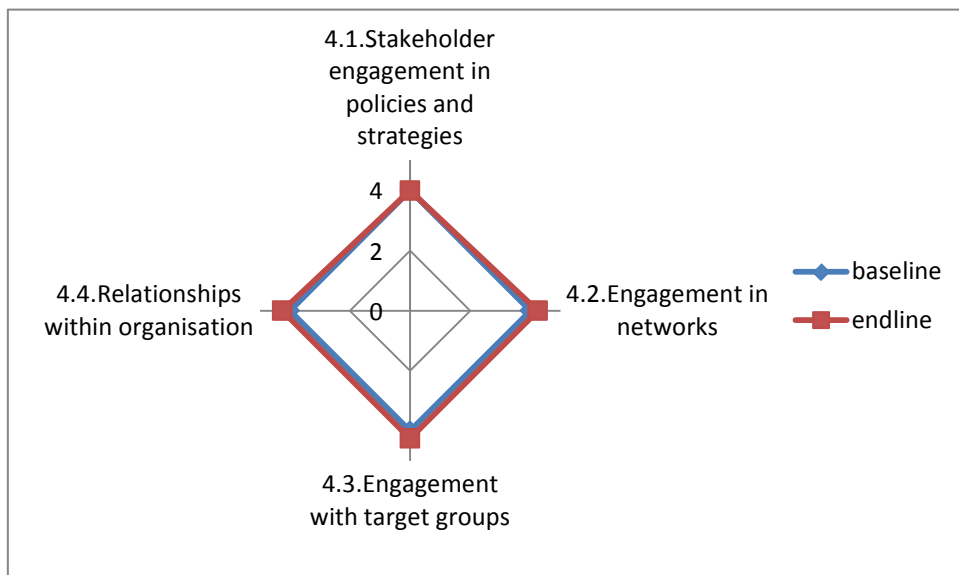 4.1.Stakeholder
engagement in
policies and
strategies
4
2
0
4.4.Relationships
within organisation
4.2.Engagement in
networks
baseline
endline
4.3.Engagement
with target groups